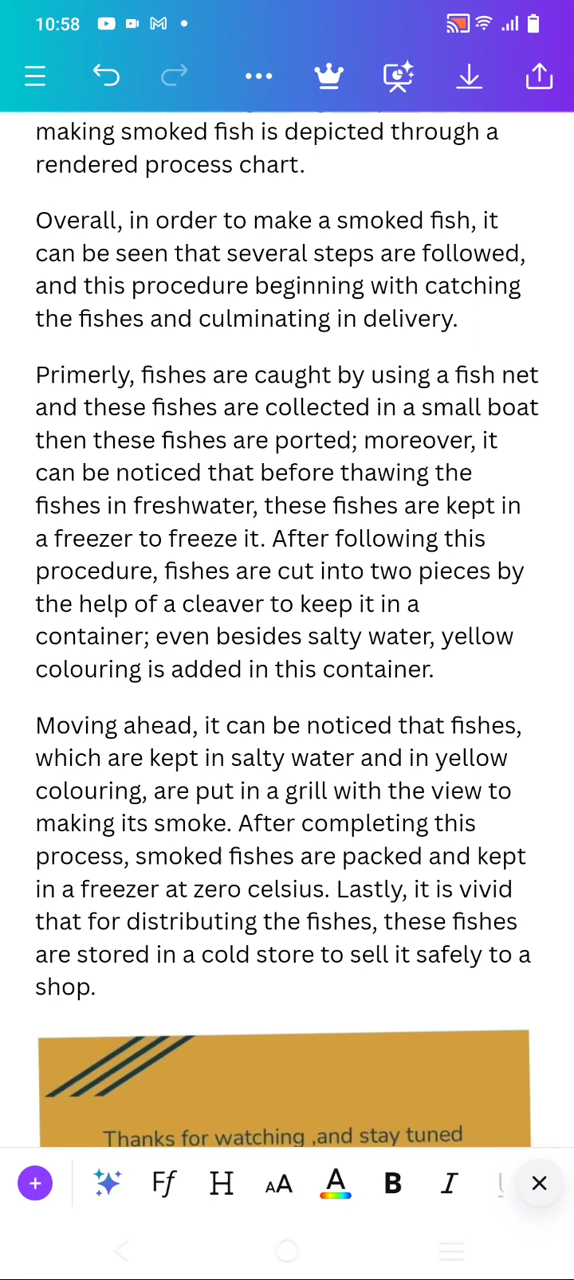 10:58
making smoked fish is depicted through a
rendered process chart.
Overall, in order to make a smoked fish, it
can be seen that several steps are followed,
and this procedure beginning with catching
the fishes and culminating in delivery.
Primerly, fishes are caught by using a fish net
and these fishes are collected in a small boat
then these fishes are ported; moreover, it
can be noticed that before thawing the
fishes in freshwater, these fishes are kept in
a freezer to freeze it. After following this
procedure, fishes are cut into two pieces by
the help of a cleaver to keep it in a
container; even besides salty water, yellow
colouring is added in this container.
Moving ahead, it can be noticed that fishes,
which are kept in salty water and in yellow
colouring, are put in a grill with the view to
making its smoke. After completing this
process, smoked fishes are packed and kept
in a freezer at zero celsius. Lastly, it is vivid
that for distributing the fishes, these fishes
are stored in a cold store to sell it safely to a
shop.
Thanks for watching ,and stay tuned
Ff H AA A B I